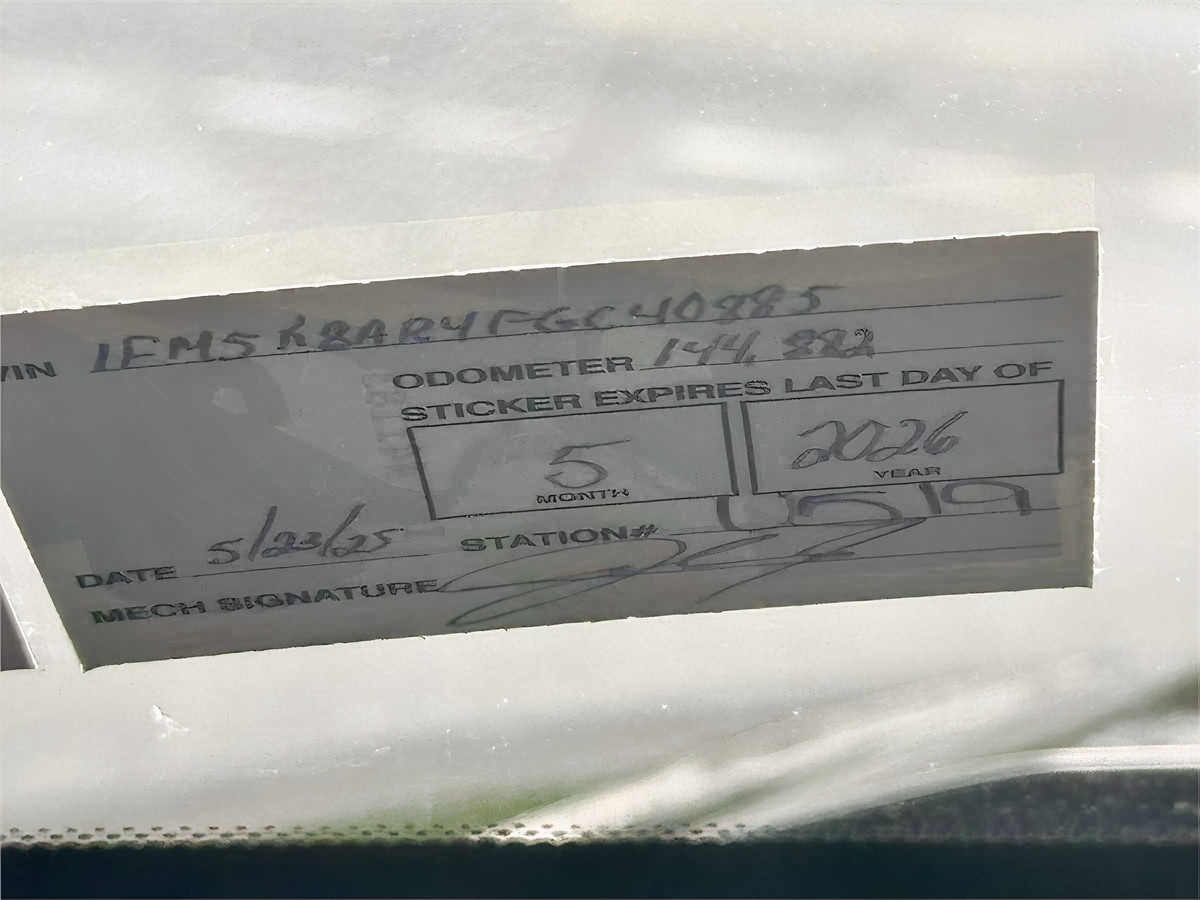 VIN 1FM5K8AR4FGC40885
ODOMETER 144,882
STICKER EXPIRES LAST DAY OF
5 2026
MONTH YEAR
DATE 5/23/25 STATION# U519
MECH SIGNATURE